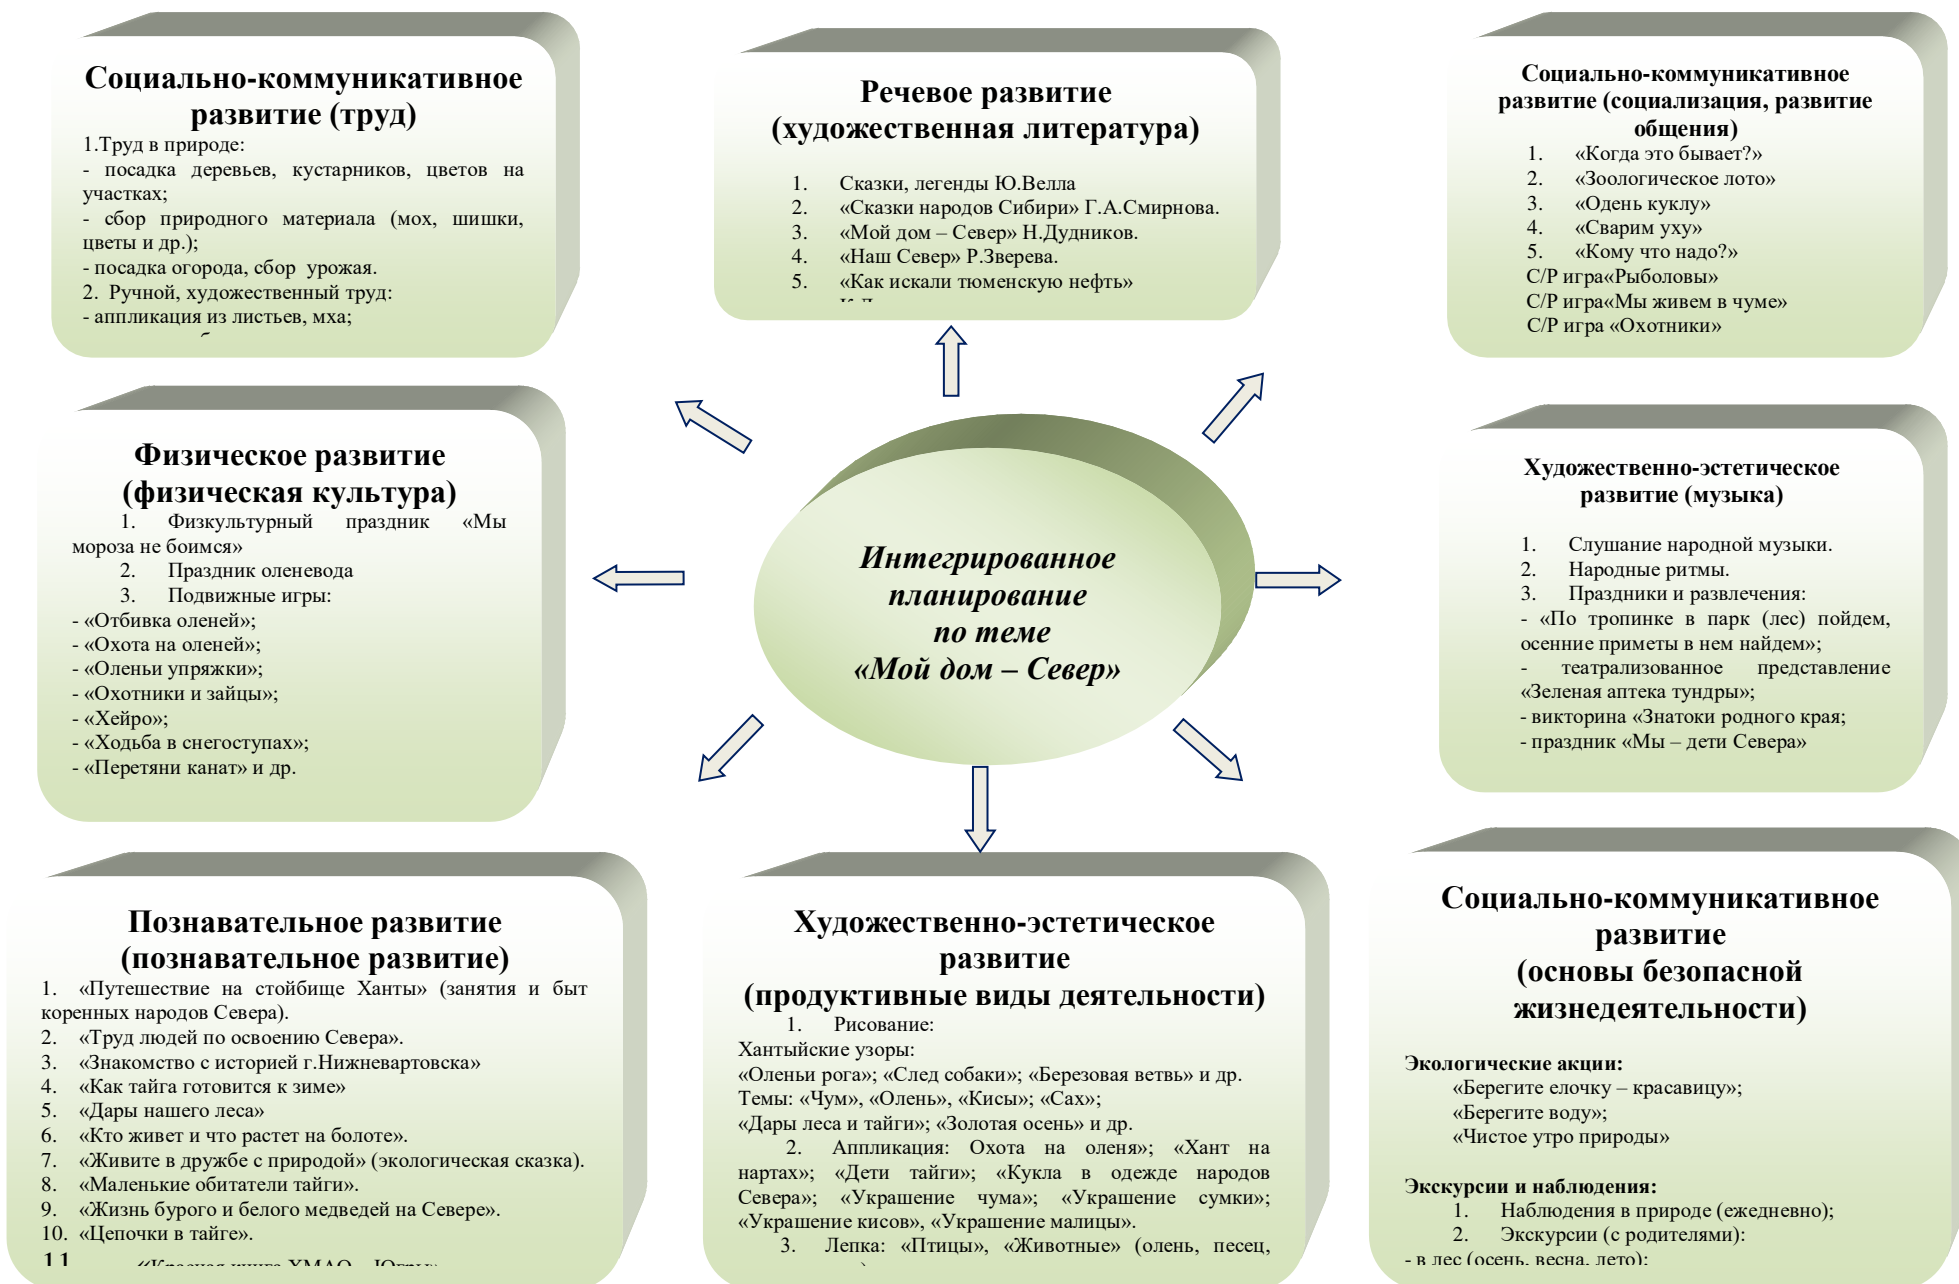 Социально-коммуникативное
развитие (труд)
1.Труд в природе:
- посадка деревьев, кустарников, цветов на
участках;
- сбор природного материала (мох, шишки,
цветы и др.);
- посадка огорода, сбор урожая.
2. Ручной, художественный труд:
- аппликация из листьев, мха;
Речевое развитие
(художественная литература)
1. Сказки, легенды Ю.Велла
2. «Сказки народов Сибири» Г.А.Смирнова.
3. «Мой дом – Север» Н.Дудников.
4. «Наш Север» Р.Зверева.
5. «Как искали тюменскую нефть»
Социально-коммуникативное
развитие (социализация, развитие
общения)
1. «Когда это бывает?»
2. «Зоологическое лото»
3. «Одень куклу»
4. «Сварим уху»
5. «Кому что надо?»
С/Р игра«Рыболовы»
С/Р игра«Мы живем в чуме»
С/Р игра «Охотники»
Физическое развитие
(физическая культура)
1. Физкультурный праздник «Мы
мороза не боимся»
2. Праздник оленевода
3. Подвижные игры:
- «Отбивка оленей»;
- «Охота на оленей»;
- «Оленьи упряжки»;
- «Охотники и зайцы»;
- «Хейро»;
- «Ходьба в снегоступах»;
- «Перетяни канат» и др.
Интегрированное
планирование
по теме
«Мой дом – Север»
Художественно-эстетическое
развитие (музыка)
1. Слушание народной музыки.
2. Народные ритмы.
3. Праздники и развлечения:
- «По тропинке в парк (лес) пойдем,
осенние приметы в нем найдем»;
- театрализованное представление
«Зеленая аптека тундры»;
- викторина «Знатоки родного края;
- праздник «Мы – дети Севера»
Познавательное развитие
(познавательное развитие)
1. «Путешествие на стойбище Ханты» (занятия и быт
коренных народов Севера).
2. «Труд людей по освоению Севера».
3. «Знакомство с историей г.Нижневартовска»
4. «Как тайга готовится к зиме»
5. «Дары нашего леса»
6. «Кто живет и что растет на болоте».
7. «Живите в дружбе с природой» (экологическая сказка).
8. «Маленькие обитатели тайги».
9. «Жизнь бурого и белого медведей на Севере».
10. «Цепочки в тайге».
11. «Красная книга ХМАО – Югры»
Художественно-эстетическое
развитие
(продуктивные виды деятельности)
1. Рисование:
Хантыйские узоры:
«Оленьи рога»; «След собаки»; «Березовая ветвь» и др.
Темы: «Чум», «Олень», «Кисы»; «Сах»;
«Дары леса и тайги»; «Золотая осень» и др.
2. Аппликация: Охота на оленя»; «Хант на
нартах»; «Дети тайги»; «Кукла в одежде народов
Севера»; «Украшение чума»; «Украшение сумки»;
«Украшение кисов», «Украшение малицы».
3. Лепка: «Птицы», «Животные» (олень, песец,
Социально-коммуникативное
развитие
(основы безопасной
жизнедеятельности)
Экологические акции:
«Берегите елочку – красавицу»;
«Берегите воду»;
«Чистое утро природы»
Экскурсии и наблюдения:
1. Наблюдения в природе (ежедневно);
2. Экскурсии (с родителями):
- в лес (осень, весна, лето);